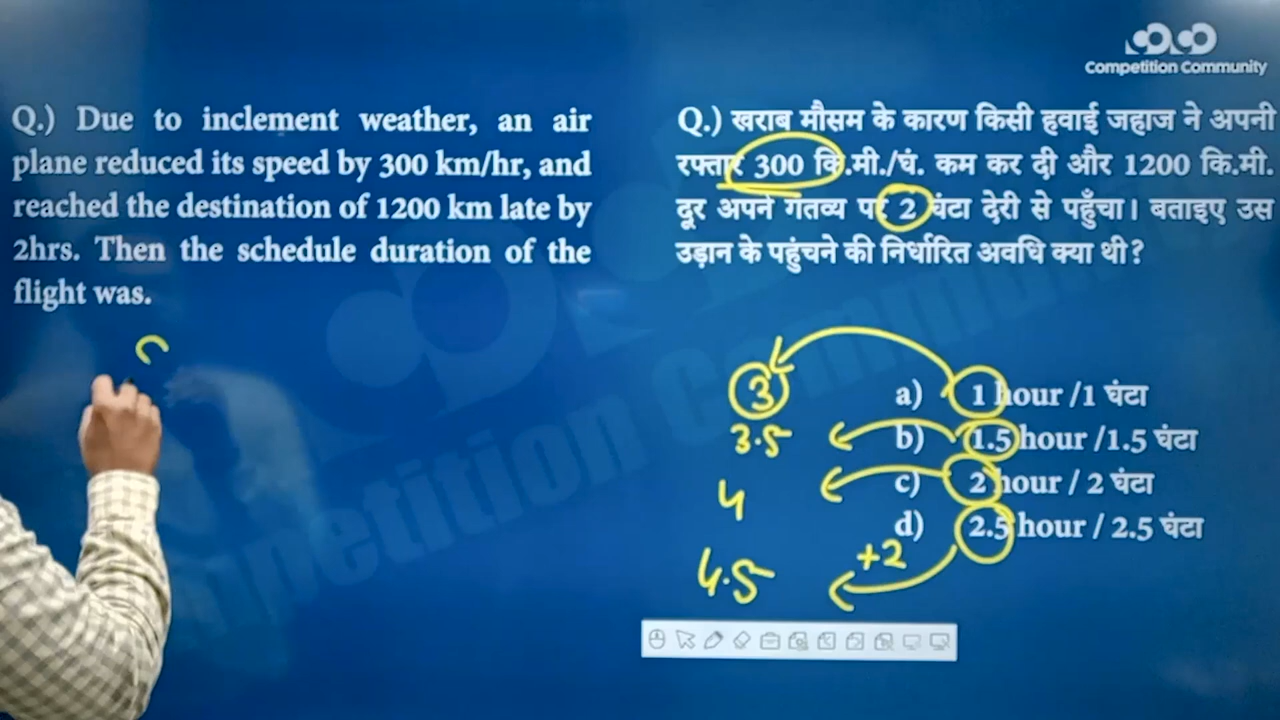 Competition Community
Q.) Due to inclement weather, an air
plane reduced its speed by 300 km/hr, and
reached the destination of 1200 km late by
2hrs. Then the schedule duration of the
flight was.
Q.) खराब मौसम के कारण किसी हवाई जहाज ने अपनी
रफ्तार 300 कि.मी./घं. कम कर दी और 1200 कि.मी.
दूर अपने गंतव्य पर 2 घंटा देरी से पहुँचा। बताइए उस
उड़ान के पहुंचने की निर्धारित अवधि क्या थी?
3
a) 1 hour /1 घंटा
3.5
b) 1.5 hour /1.5 घंटा
4
c) 2 hour / 2 घंटा
d) 2.5 hour / 2.5 घंटा
4.5
+2